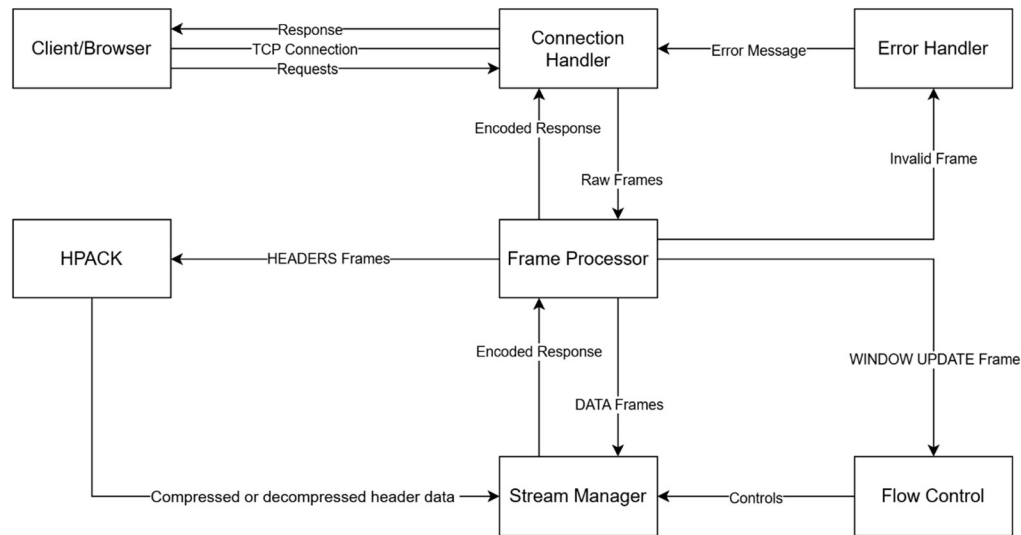 Client/Browser
Response
TCP Connection
Requests
Connection
Handler
Error Message
Error Handler
Encoded Response
Raw Frames
Invalid Frame
HPACK
HEADERS Frames
Frame Processor
Encoded Response
DATA Frames
WINDOW UPDATE Frame
Compressed or decompressed header data
Stream Manager
Controls
Flow Control